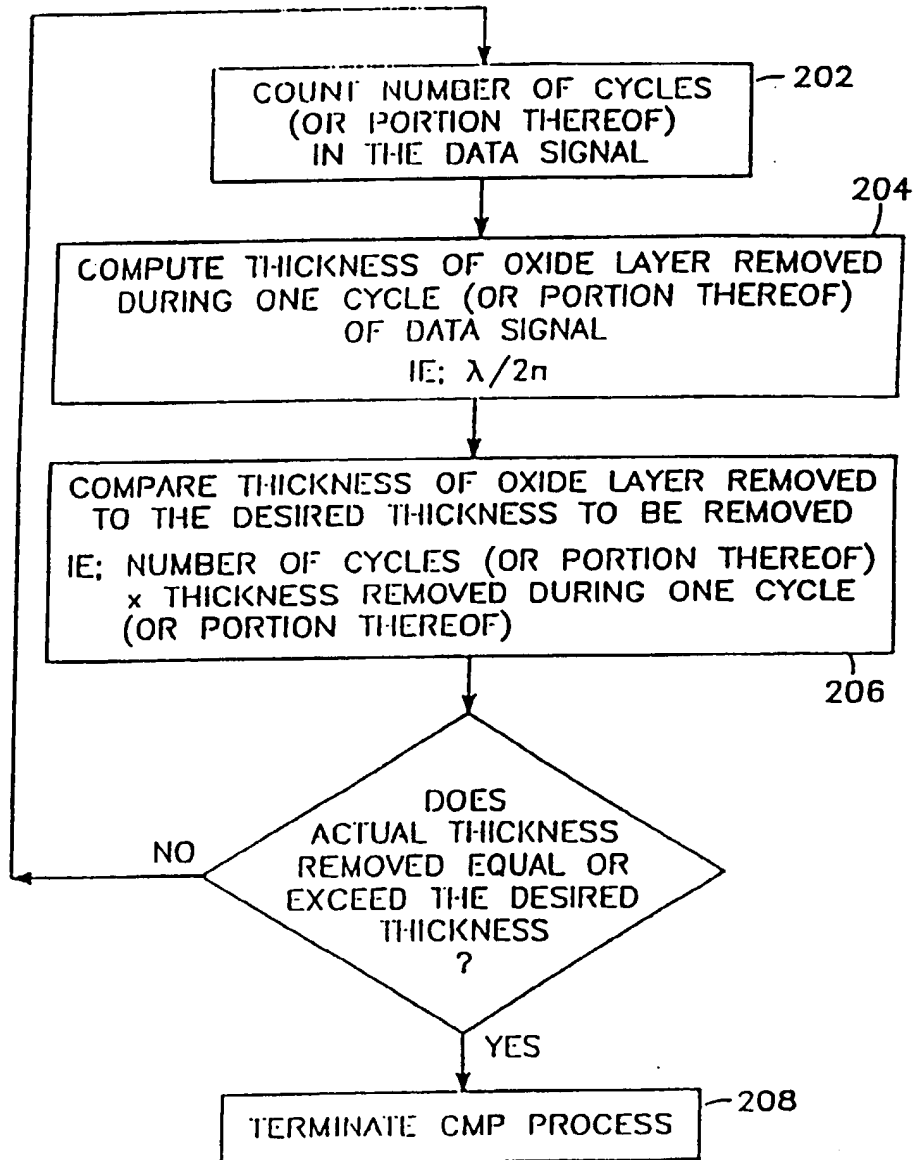 COUNT NUMBER OF CYCLES
(OR PORTION THEREOF)
IN THE DATA SIGNAL
202
204
COMPUTE THICKNESS OF OXIDE LAYER REMOVED
DURING ONE CYCLE (OR PORTION THEREOF)
OF DATA SIGNAL
IE; λ/2n
COMPARE THICKNESS OF OXIDE LAYER REMOVED
TO THE DESIRED THICKNESS TO BE REMOVED
IE; NUMBER OF CYCLES (OR PORTION THEREOF)
x THICKNESS REMOVED DURING ONE CYCLE
(OR PORTION THEREOF)
206
DOES
ACTUAL THICKNESS
REMOVED EQUAL OR
EXCEED THE DESIRED
THICKNESS
?
NO
YES
TERMINATE CMP PROCESS
208